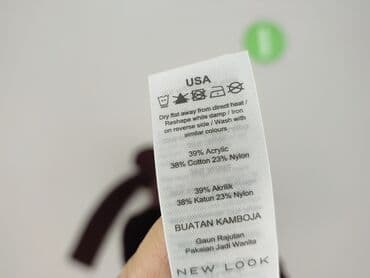 USA
Dry flat away from direct heat /
Reshape while damp / Iron
on reverse side / Wash with
similar colours
39% Acrylic
38% Cotton 23% Nylon
39% Akrilik
38% Katun 23% Nylon
BUATAN KAMBOJA
Gaun Rajutan
Pakaian Jadi Wanita
NEW LOOK